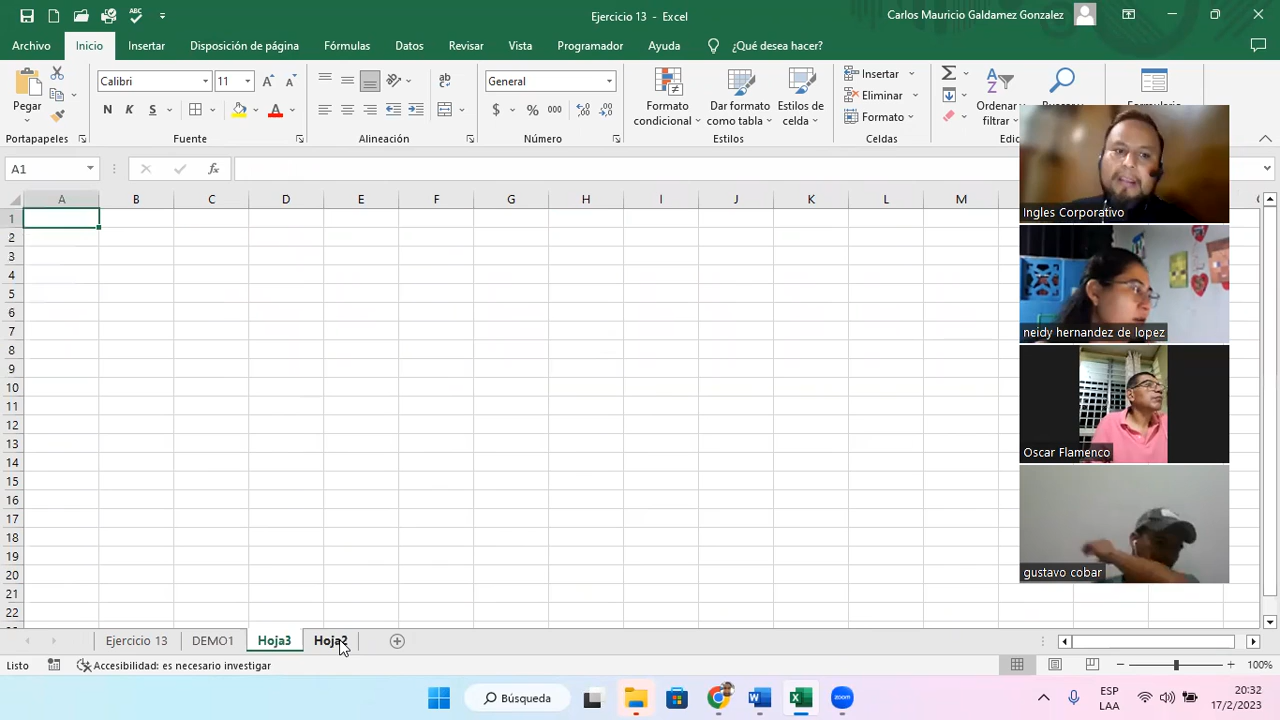 Ejercicio 13 - Excel
Carlos Mauricio Galdamez Gonzalez
Archivo Inicio Insertar Disposición de página Fórmulas Datos Revisar Vista Programador Ayuda ¿Qué desea hacer?
Pegar
Calibri 11
N K S
General
$ % 000
Formato condicional
Dar formato como tabla
Estilos de celda
Insertar
Eliminar
Formato
Ordenar filtrar
Portapapeles Fuente Alineación Número Estilos Celdas
A1
fx
A B C D E F G H I J K L M
1
2
3
4
5
6
7
8
9
10
11
12
13
14
15
16
17
18
19
20
21
22
Ingles Corporativo
neidy hernandez de lopez
Oscar Flamenco
gustavo cobar
Ejercicio 13 DEMO1 Hoja3 Hoja2
Listo Accesibilidad: es necesario investigar 100%
Búsqueda
ESP
LAA
20:32
17/2/2023